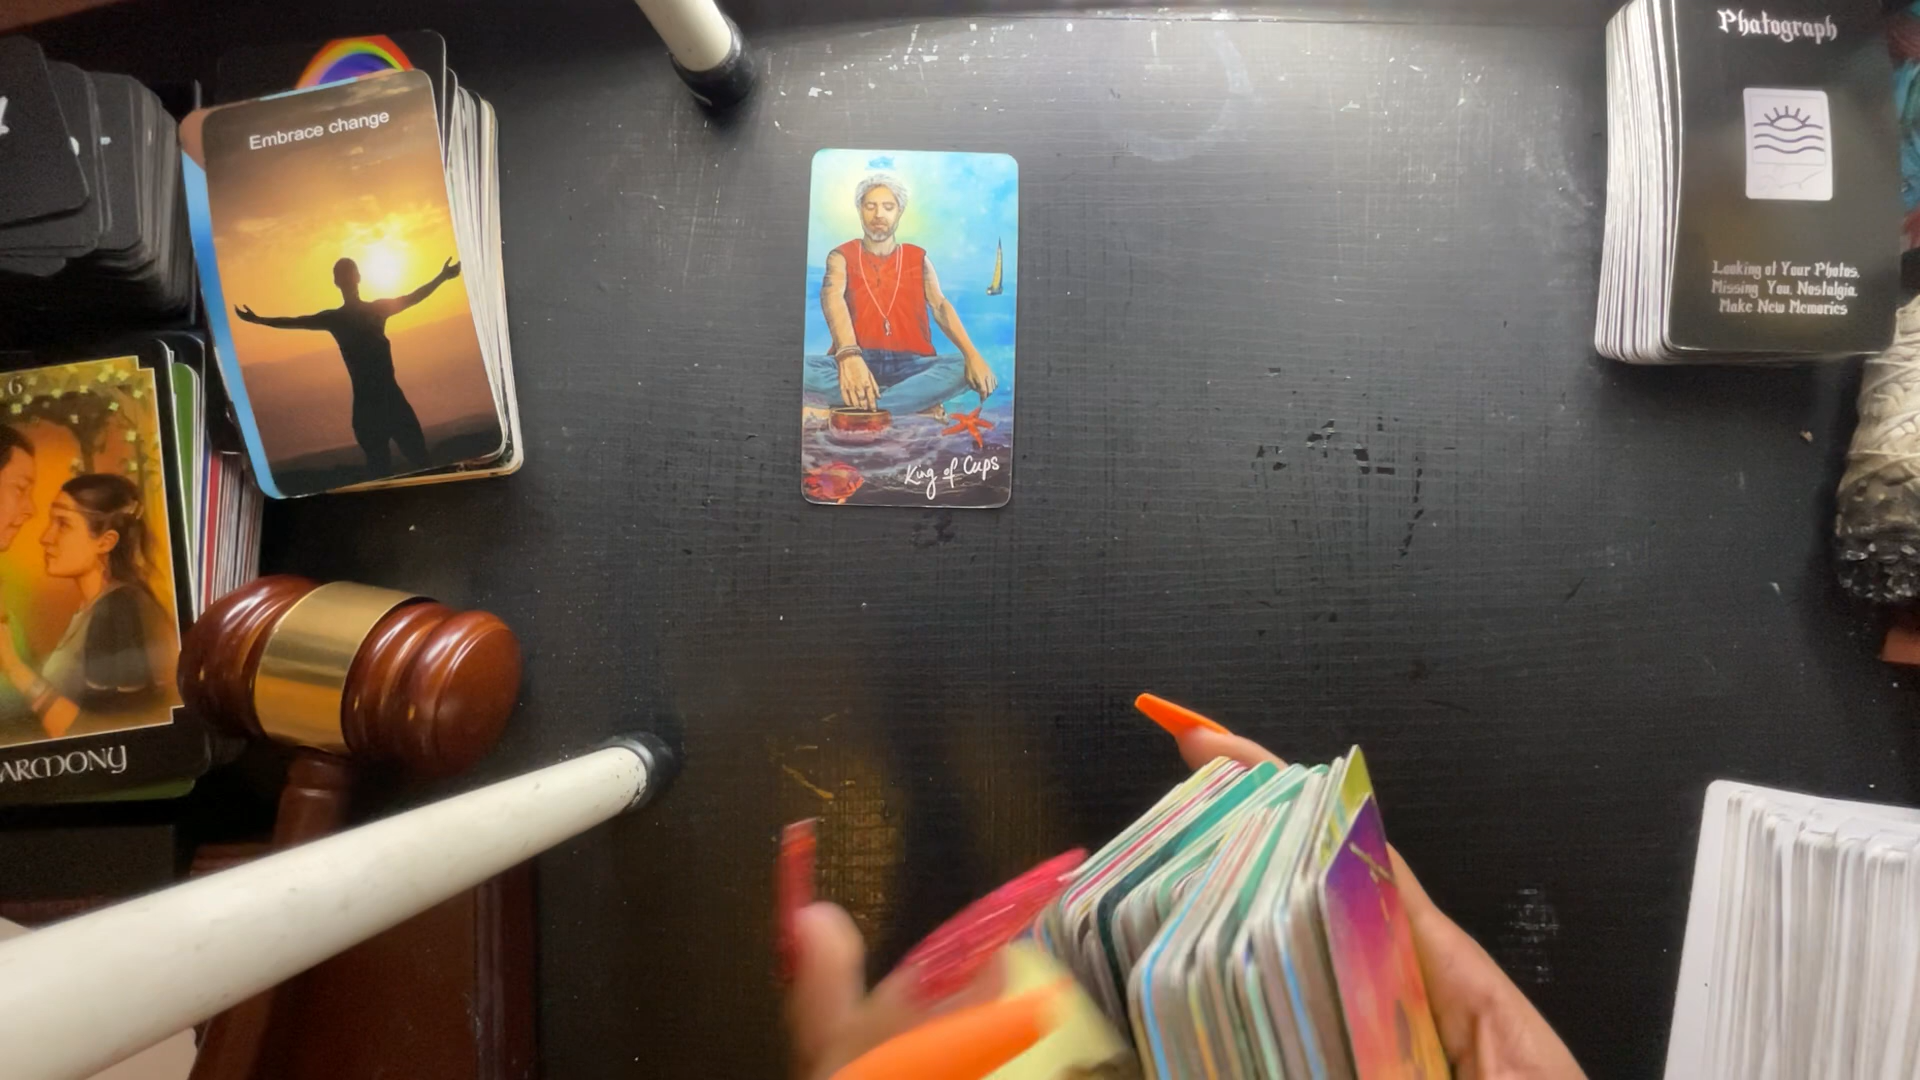 Embrace change
6
ARMONY
King of Cups
Photograph
Looking at Your Photos,
Missing You, Nostalgia,
Make New Memories